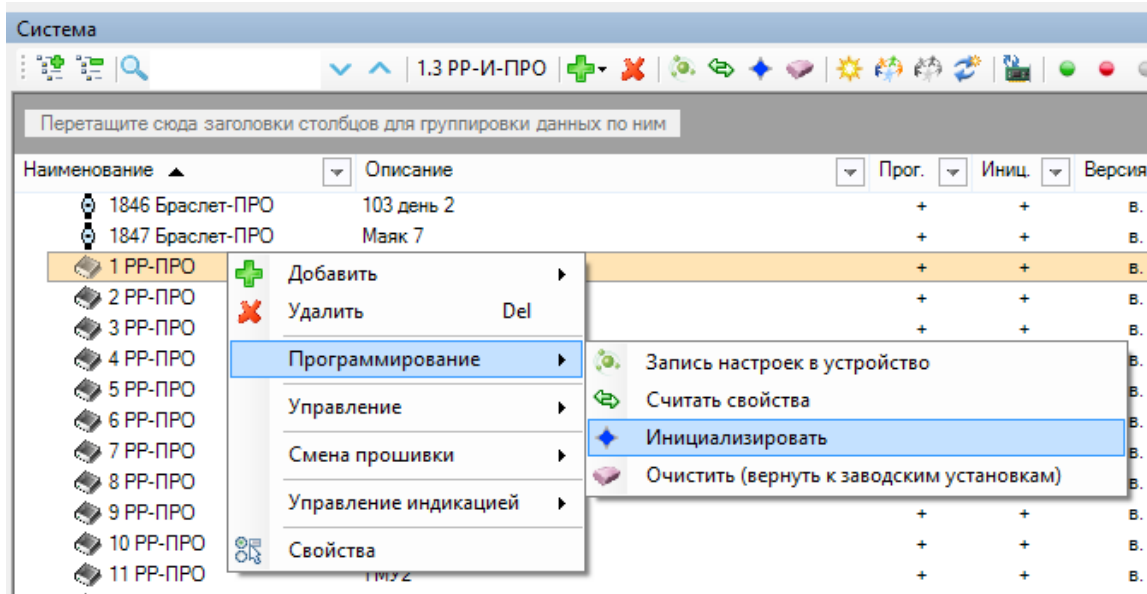 Система
1.3 РР-И-ПРО
Перетащите сюда заголовки столбцов для группировки данных по ним
Наименование Описание Прог. Иниц. Версия
1846 Браслет-ПРО 103 день 2 + + в.
1847 Браслет-ПРО Маяк 7 + + в.
1 РР-ПРО + + в.
2 РР-ПРО Добавить + + в.
3 РР-ПРО Удалить Del + + в.
4 РР-ПРО Программирование Запись настроек в устройство в.
5 РР-ПРО Считать свойства в.
6 РР-ПРО Управление Инициализировать в.
7 РР-ПРО Смена прошивки в.
8 РР-ПРО Очистить (вернуть к заводским установкам) в.
9 РР-ПРО Управление индикацией + + в.
10 РР-ПРО Свойства + + в.
11 РР-ПРО + + в.